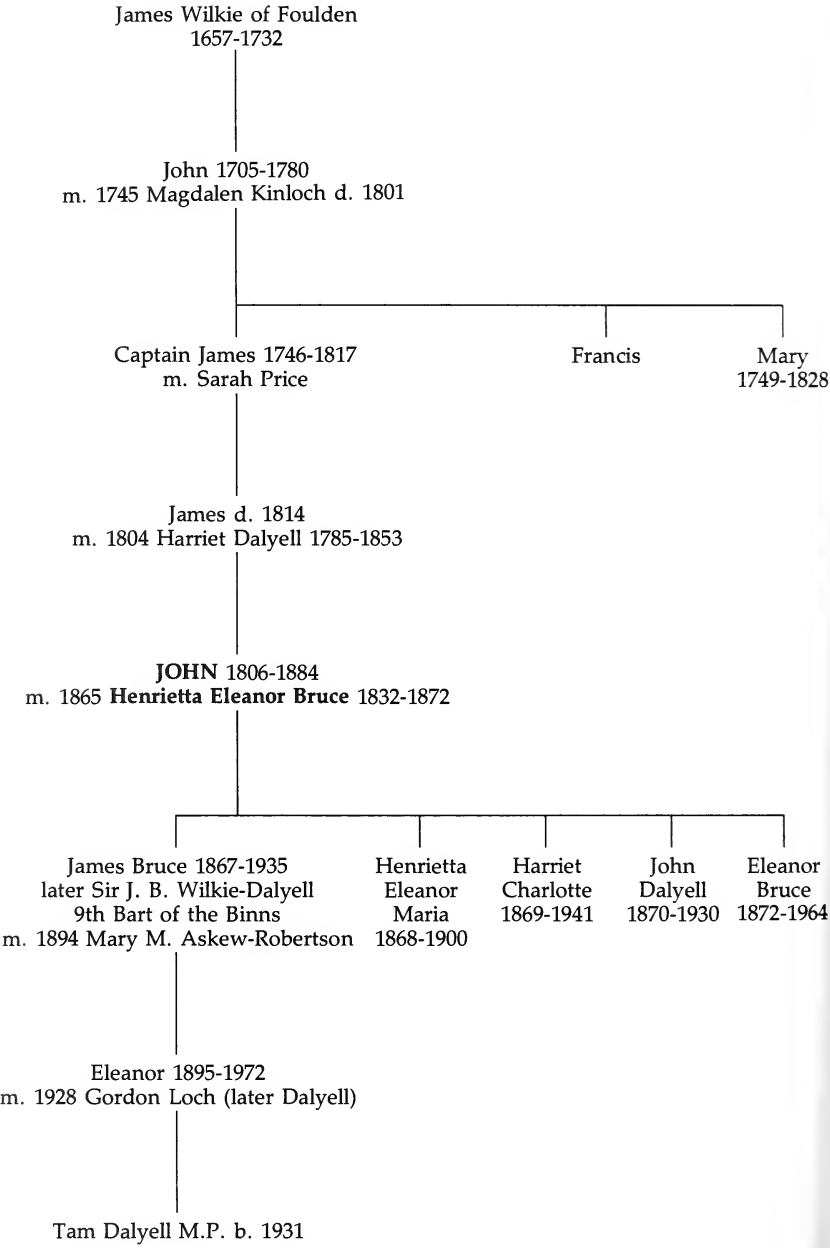 James Wilkie of Foulden
1657-1732
John 1705-1780
m. 1745 Magdalen Kinloch d. 1801
Captain James 1746-1817
m. Sarah Price
Francis
Mary
1749-1828
James d. 1814
m. 1804 Harriet Dalyell 1785-1853
JOHN 1806-1884
m. 1865 Henrietta Eleanor Bruce 1832-1872
James Bruce 1867-1935
later Sir J. B. Wilkie-Dalyell
9th Bart of the Binns
m. 1894 Mary M. Askew-Robertson
Henrietta
Eleanor
Maria
1868-1900
Harriet
Charlotte
1869-1941
John
Dalyell
1870-1930
Eleanor
Bruce
1872-1964
Eleanor 1895-1972
m. 1928 Gordon Loch (later Dalyell)
Tam Dalyell M.P. b. 1931